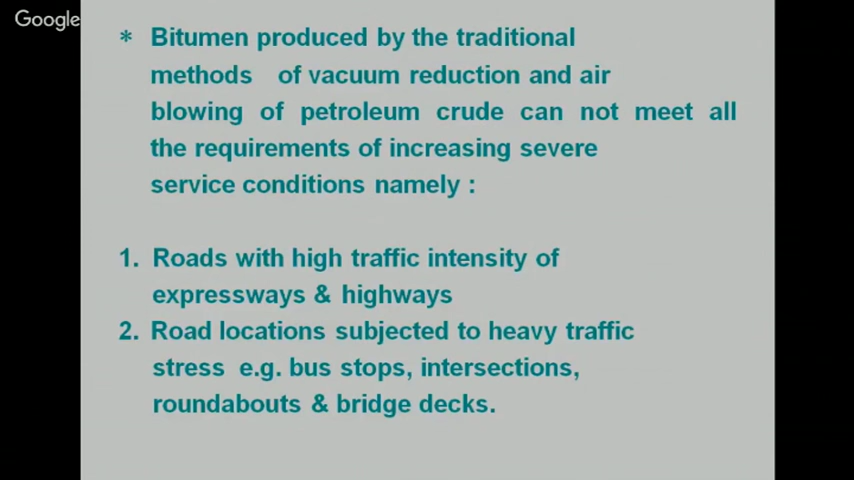 Google
* Bitumen produced by the traditional
methods of vacuum reduction and air
blowing of petroleum crude can not meet all
the requirements of increasing severe
service conditions namely :
1. Roads with high traffic intensity of
expressways & highways
2. Road locations subjected to heavy traffic
stress e.g. bus stops, intersections,
roundabouts & bridge decks.